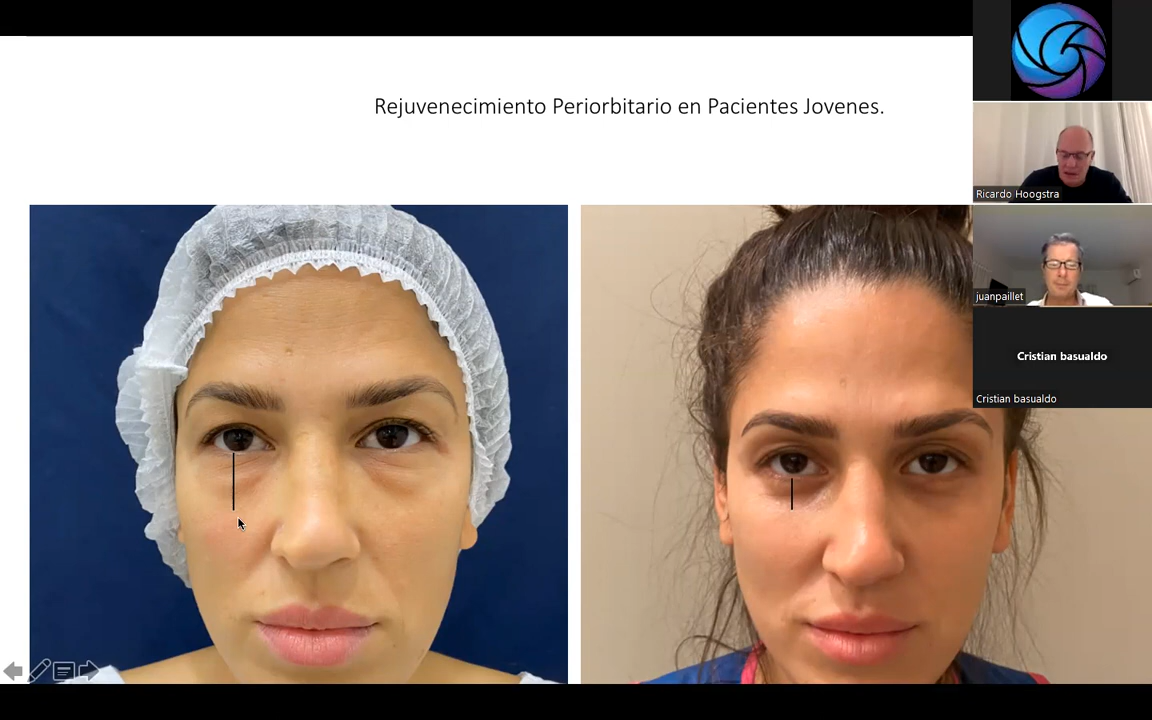 Rejuvenecimiento Periorbitario en Pacientes Jovenes.
Ricardo Hoogstra
juanpaillet
Cristian basualdo
Cristian basualdo